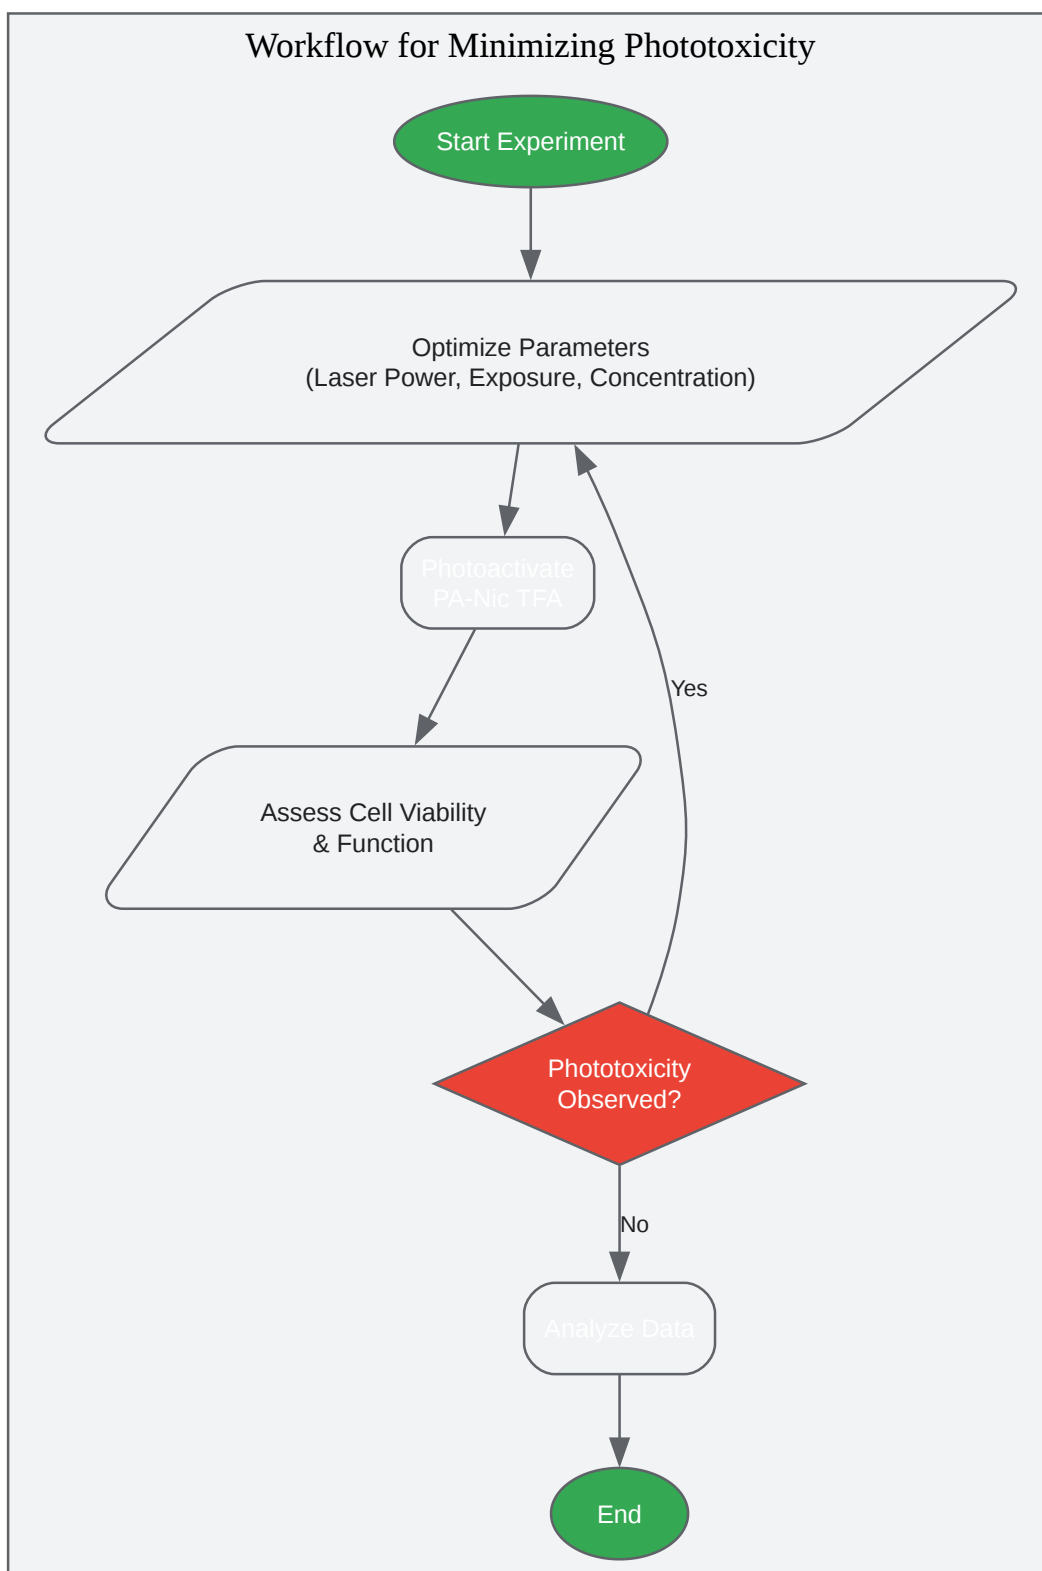 Workflow for Minimizing Phototoxicity
Start Experiment
Optimize Parameters
(Laser Power, Exposure, Concentration)
Photoactivate
PA-Nic TFA
Yes
Assess Cell Viability
& Function
Phototoxicity
Observed?
No
Analyze Data
End